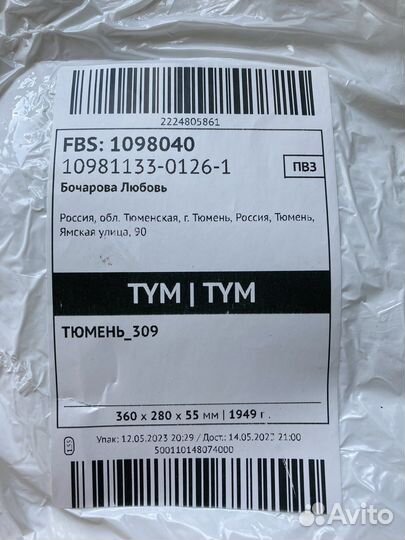 2224805861
FBS: 1098040
10981133-0126-1
ПВЗ
Бочарова Любовь
Россия, обл. Тюменская, г. Тюмень, Россия, Тюмень,
Ямская улица, 90
TYM | TYM
ТЮМЕНЬ_309
360 x 280 x 55 мм | 1949 г.
Упак: 12.05.2023 20:29 / Дост.: 14.05.2023 21:00
500110148074000
Avito